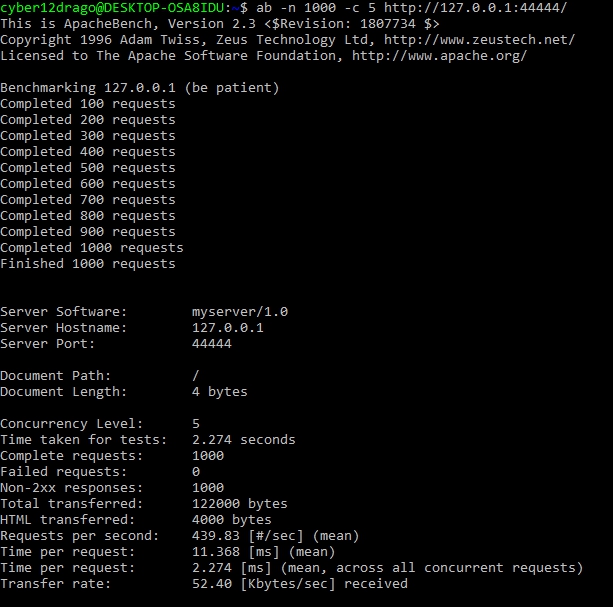 cyber12drago@DESKTOP-OSA8IDU:~$ ab -n 1000 -c 5 http://127.0.0.1:44444/
This is ApacheBench, Version 2.3 <$Revision: 1807734 $>
Copyright 1996 Adam Twiss, Zeus Technology Ltd, http://www.zeustech.net/
Licensed to The Apache Software Foundation, http://www.apache.org/
Benchmarking 127.0.0.1 (be patient)
Completed 100 requests
Completed 200 requests
Completed 300 requests
Completed 400 requests
Completed 500 requests
Completed 600 requests
Completed 700 requests
Completed 800 requests
Completed 900 requests
Completed 1000 requests
Finished 1000 requests
Server Software: myserver/1.0
Server Hostname: 127.0.0.1
Server Port: 44444
Document Path: /
Document Length: 4 bytes
Concurrency Level: 5
Time taken for tests: 2.274 seconds
Complete requests: 1000
Failed requests: 0
Non-2xx responses: 1000
Total transferred: 122000 bytes
HTML transferred: 4000 bytes
Requests per second: 439.83 [#/sec] (mean)
Time per request: 11.368 [ms] (mean)
Time per request: 2.274 [ms] (mean, across all concurrent requests)
Transfer rate: 52.40 [Kbytes/sec] received